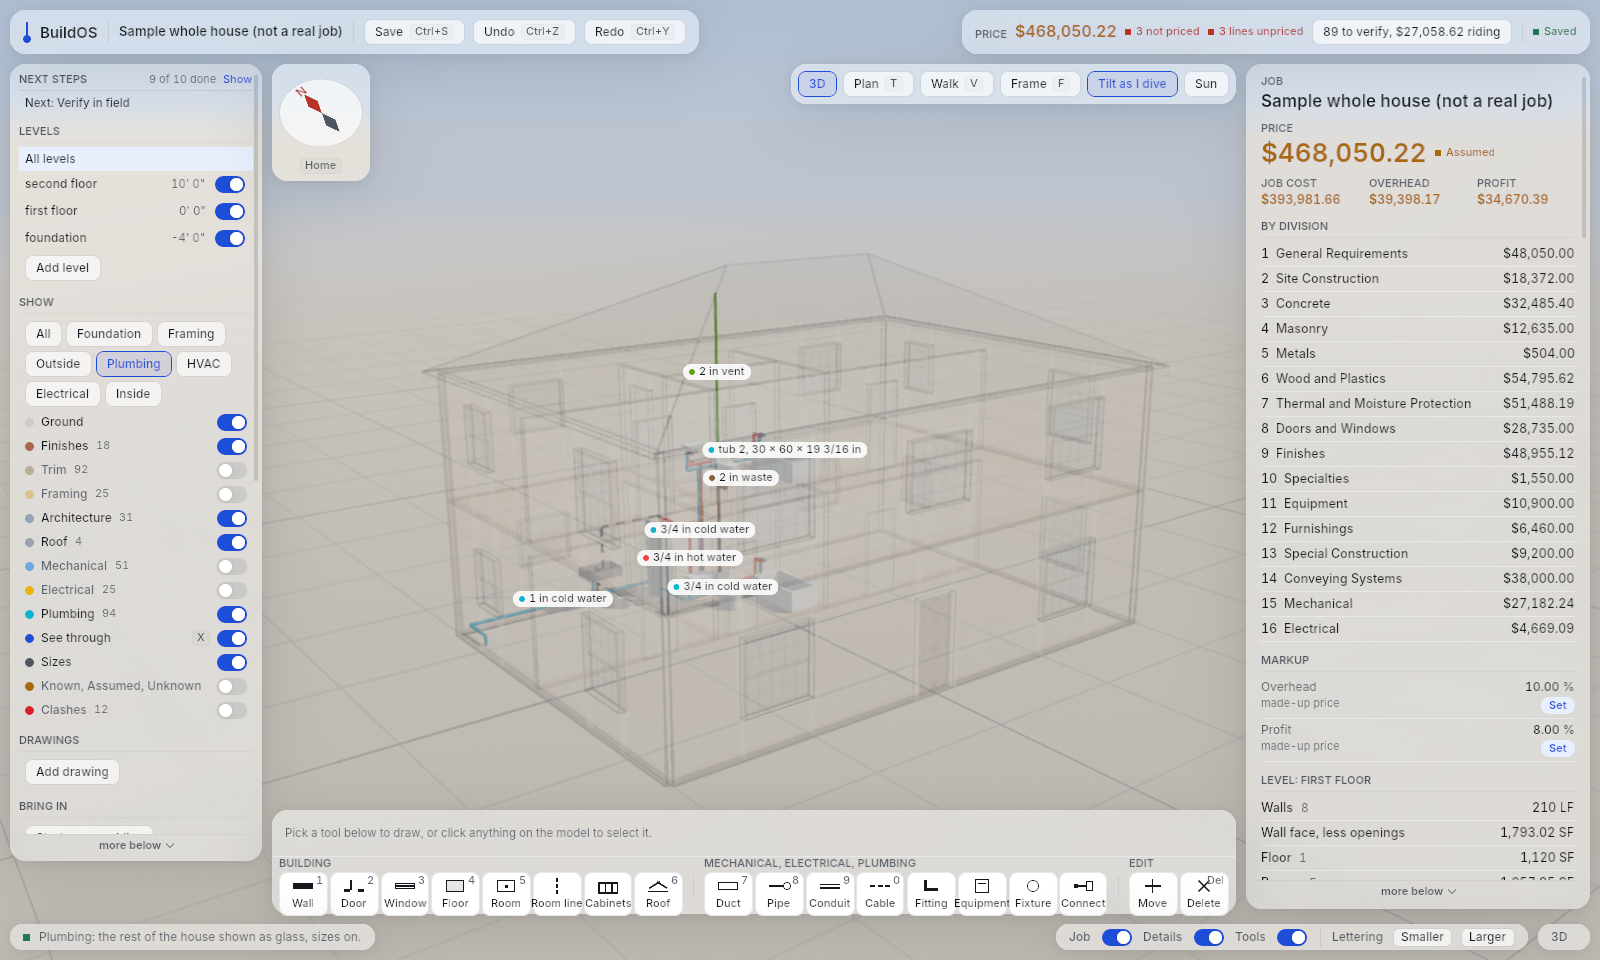 BuildOS
Sample whole house (not a real job)
Save Ctrl+S
Undo Ctrl+Z
Redo Ctrl+Y
PRICE $468,050.22
3 not priced
3 lines unpriced
89 to verify, $27,058.62 riding
Saved
NEXT STEPS 9 of 10 done Show
Next: Verify in field
LEVELS
All levels
second floor 10' 0"
first floor 0' 0"
foundation -4' 0"
Add level
SHOW
All Foundation Framing
Outside Plumbing HVAC
Electrical Inside
Ground
Finishes 18
Trim 92
Framing 25
Architecture 31
Roof 4
Mechanical 51
Electrical 25
Plumbing 94
See through X
Sizes
Known, Assumed, Unknown
Clashes 12
DRAWINGS
Add drawing
BRING IN
more below
N
Home
3D
Plan T
Walk V
Frame F
Tilt as I dive
Sun
2 in vent
tub 2, 30 × 60 × 19 3/16 in
2 in waste
3/4 in cold water
3/4 in hot water
3/4 in cold water
1 in cold water
Pick a tool below to draw, or click anything on the model to select it.
BUILDING
Wall 1
Door 2
Window 3
Floor 4
Room 5
Room line
Cabinets
Roof 6
MECHANICAL, ELECTRICAL, PLUMBING
Duct 7
Pipe 8
Conduit 9
Cable 0
Fitting
Equipment
Fixture
Connect
EDIT
Move
Delete Del
JOB
Sample whole house (not a real job)
PRICE
$468,050.22 Assumed
JOB COST OVERHEAD PROFIT
$393,981.66 $39,398.17 $34,670.39
BY DIVISION
1 General Requirements $48,050.00
2 Site Construction $18,372.00
3 Concrete $32,485.40
4 Masonry $12,635.00
5 Metals $504.00
6 Wood and Plastics $54,795.62
7 Thermal and Moisture Protection $51,488.19
8 Doors and Windows $28,735.00
9 Finishes $48,955.12
10 Specialties $1,550.00
11 Equipment $10,900.00
12 Furnishings $6,460.00
13 Special Construction $9,200.00
14 Conveying Systems $38,000.00
15 Mechanical $27,182.24
16 Electrical $4,669.09
MARKUP
Overhead 10.00 %
made-up price Set
Profit 8.00 %
made-up price Set
LEVEL: FIRST FLOOR
Walls 8 210 LF
Wall face, less openings 1,793.02 SF
Floor 1 1,120 SF
more below
Plumbing: the rest of the house shown as glass, sizes on.
Job Details Tools Lettering Smaller Larger 3D